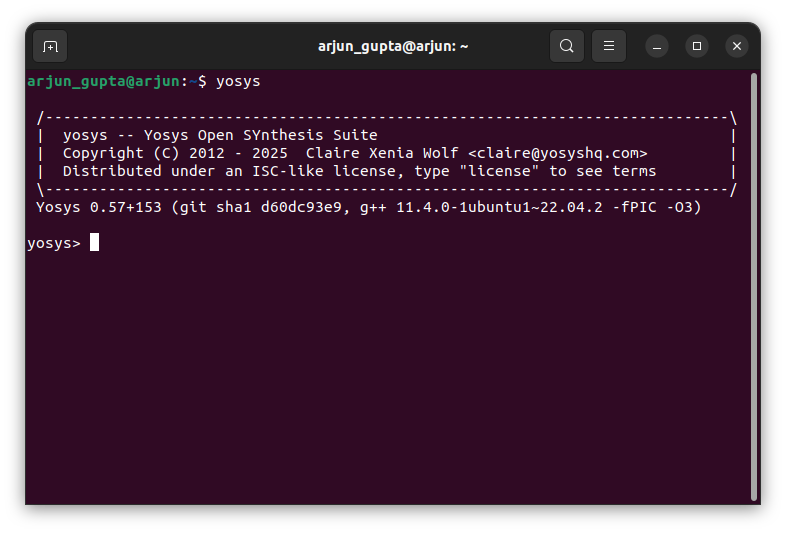 arjun_gupta@arjun: ~
arjun_gupta@arjun:~$ yosys
/----------------------------------------------------------------------------\
|  yosys -- Yosys Open SYnthesis Suite                                       |
|  Copyright (C) 2012 - 2025  Claire Xenia Wolf <claire@yosyshq.com>         |
|  Distributed under an ISC-like license, type "license" to see terms        |
\----------------------------------------------------------------------------/
Yosys 0.57+153 (git sha1 d60dc93e9, g++ 11.4.0-1ubuntu1~22.04.2 -fPIC -O3)
yosys>